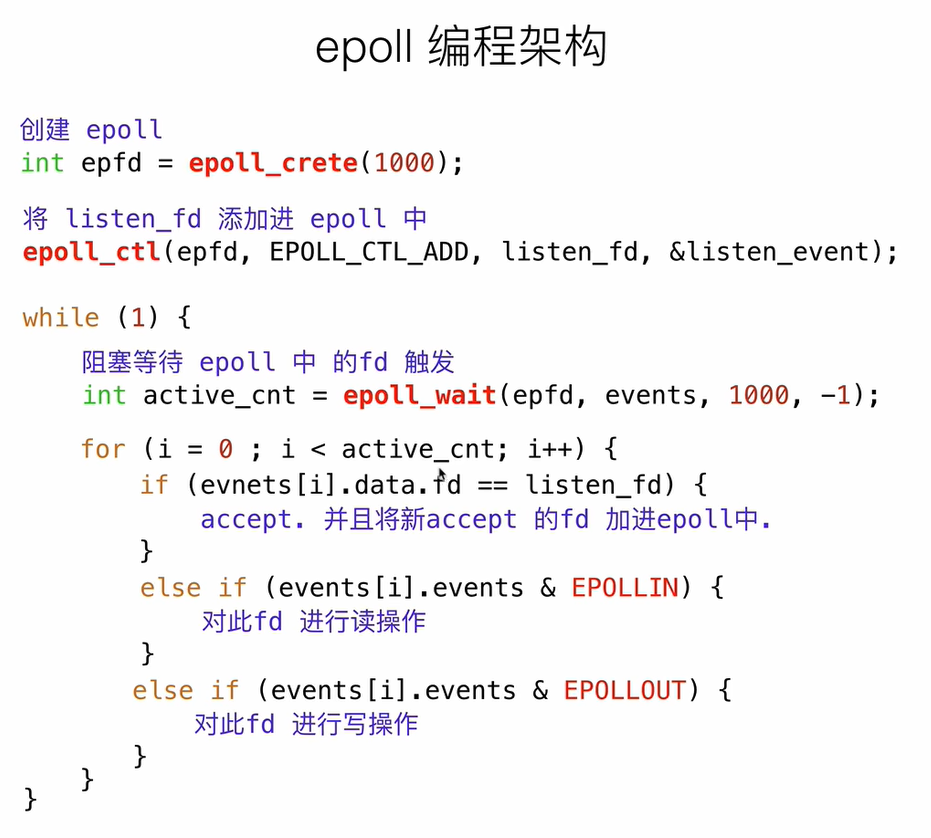 epoll 编程架构
创建 epoll
int epfd = epoll_crete(1000);
将 listen_fd 添加进 epoll 中
epoll_ctl(epfd, EPOLL_CTL_ADD, listen_fd, &listen_event);
while (1) {
阻塞等待 epoll 中 的fd 触发
int active_cnt = epoll_wait(epfd, events, 1000, -1);
for (i = 0 ; i < active_cnt; i++) {
if (evnets[i].data.fd == listen_fd) {
accept. 并且将新accept 的fd 加进epoll中.
}
else if (events[i].events & EPOLLIN) {
对此fd 进行读操作
}
else if (events[i].events & EPOLLOUT) {
对此fd 进行写操作
}
}
}